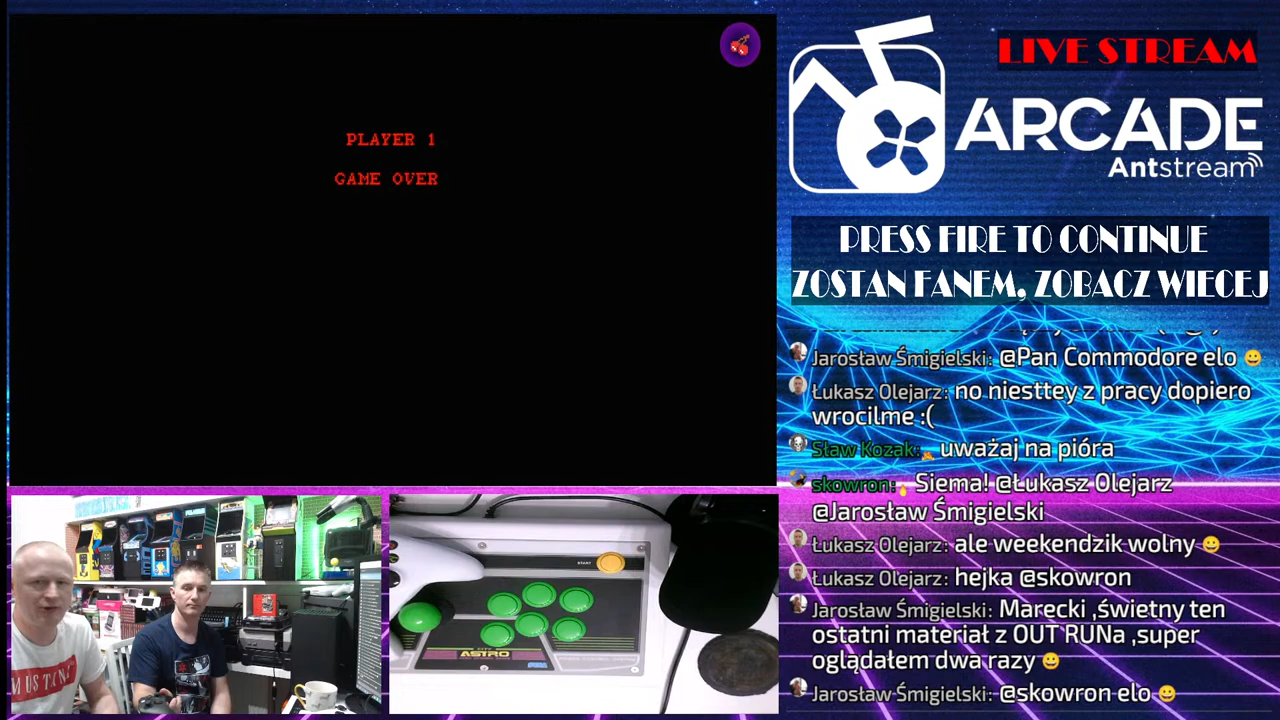 PLAYER 1
GAME OVER
LIVE STREAM
ARCADE
Antstream
PRESS FIRE TO CONTINUE
ZOSTAN FANEM, ZOBACZ WIECEJ
Jarosław Śmigielski: @Pan Commodore elo 😀
Łukasz Olejarz: no niesttey z pracy dopiero
wrocilme :(
Sław Kozak: uważaj na pióra
skowron: Siema! @Łukasz Olejarz
@Jarosław Śmigielski
Łukasz Olejarz: ale weekendzik wolny 😀
Łukasz Olejarz: hejka @skowron
Jarosław Śmigielski: Marecki ,świetny ten
ostatni materiał z OUT RUNa ,super
oglądałem dwa razy 😀
Jarosław Śmigielski: @skowron elo 😀
MUSTANG
Start
ASTRO
SEGA